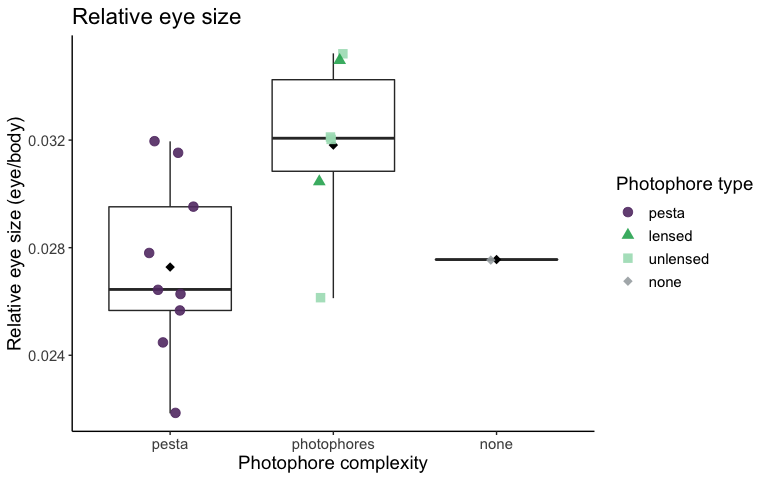 Relative eye size
Relative eye size (eye/body)
0.032
0.028
0.024
pesta
photophores
none
Photophore complexity
Photophore type
pesta
lensed
unlensed
none